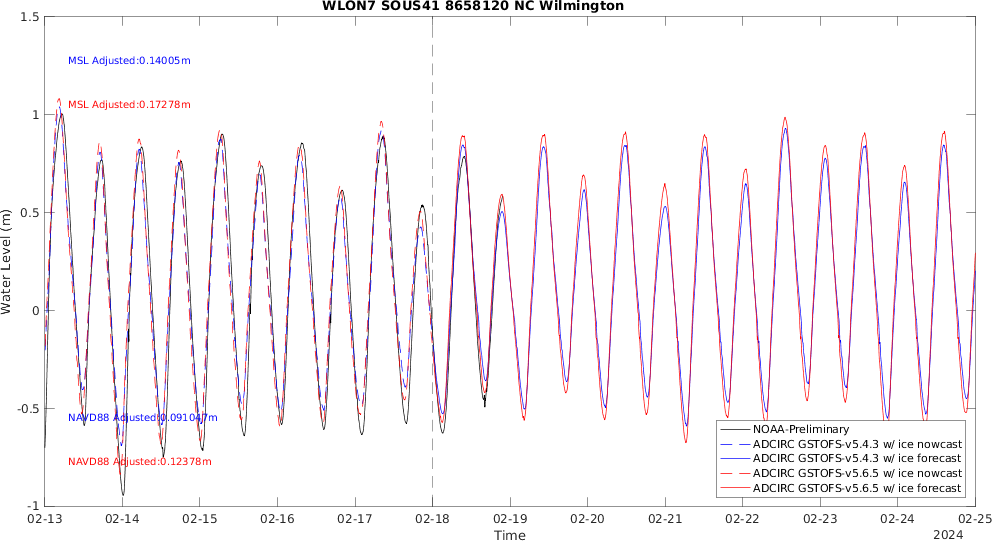 WLON7 SOUS41 8658120 NC Wilmington
1.5
MSL Adjusted:0.14005m
MSL Adjusted:0.17278m
1
0.5
Water Level (m)
0
-0.5
NAVD88 Adjusted:0.091047m
NOAA-Preliminary
ADCIRC GSTOFS-v5.4.3 w/ ice nowcast
ADCIRC GSTOFS-v5.4.3 w/ ice forecast
NAVD88 Adjusted:0.12378m
ADCIRC GSTOFS-v5.6.5 w/ ice nowcast
ADCIRC GSTOFS-v5.6.5 w/ ice forecast
-1
02-13 02-14 02-15 02-16 02-17 02-18 02-19 02-20 02-21 02-22 02-23 02-24 02-25
Time 2024